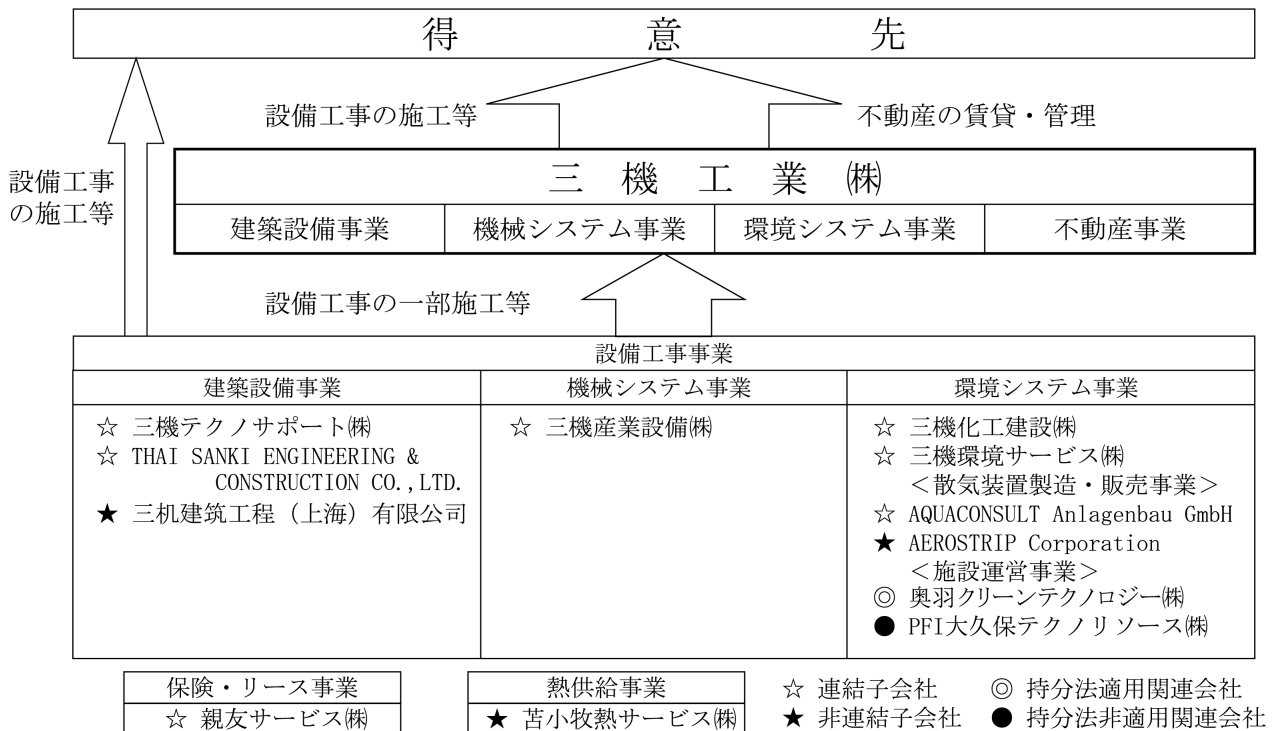 得意先
設備工事の施工等
不動産の賃貸・管理
設備工事
の施工等
三機工業㈱
建築設備事業
機械システム事業
環境システム事業
不動産事業
設備工事の一部施工等
設備工事事業
建築設備事業
☆ 三機テクノサポート㈱
☆ THAI SANKI ENGINEERING &
CONSTRUCTION CO.,LTD.
★ 三机建筑工程（上海）有限公司
機械システム事業
☆ 三機産業設備㈱
環境システム事業
☆ 三機化工建設㈱
☆ 三機環境サービス㈱
＜散気装置製造・販売事業＞
☆ AQUACONSULT Anlagenbau GmbH
★ AEROSTRIP Corporation
＜施設運営事業＞
◎ 奥羽クリーンテクノロジー㈱
● PFI大久保テクノリソース㈱
保険・リース事業
☆ 親友サービス㈱
熱供給事業
★ 苫小牧熱サービス㈱
☆ 連結子会社
◎ 持分法適用関連会社
★ 非連結子会社
● 持分法非適用関連会社